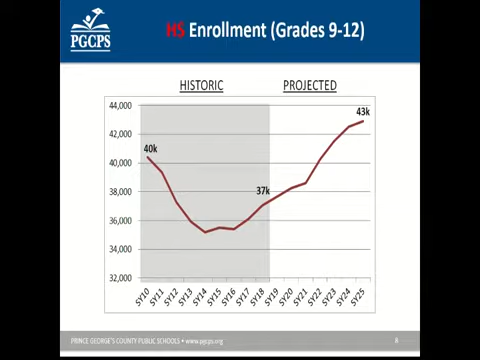 PGCPS
HS Enrollment (Grades 9-12)
HISTORIC PROJECTED
44,000
42,000
40,000
38,000
36,000
34,000
32,000
40k
37k
43k
SY10 SY11 SY12 SY13 SY14 SY15 SY16 SY17 SY18 SY19 SY20 SY21 SY22 SY23 SY24 SY25
PRINCE GEORGE'S COUNTY PUBLIC SCHOOLS • www.pgcps.org 8